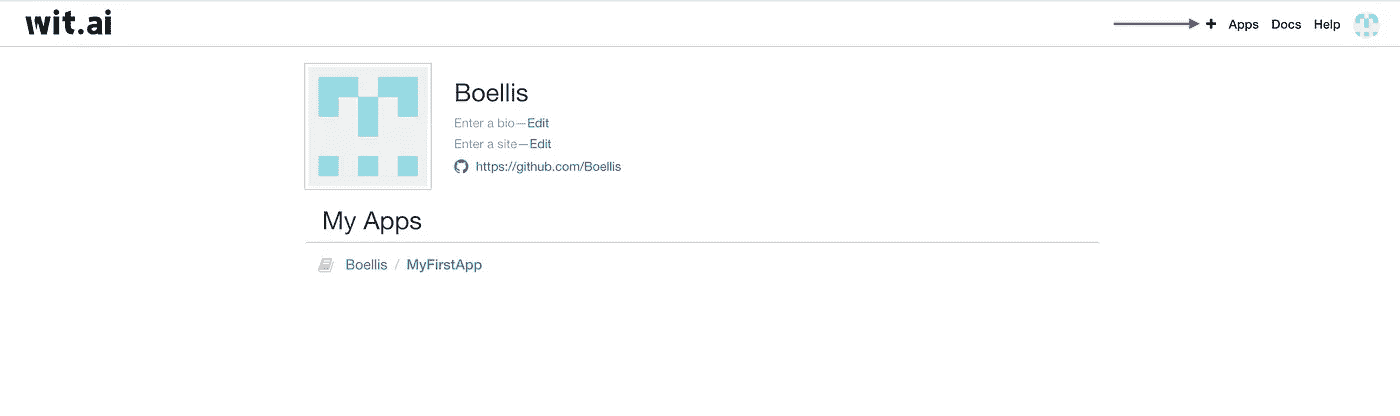 wit.ai
+ Apps Docs Help
Boellis
Enter a bio—Edit
Enter a site—Edit
https://github.com/Boellis
My Apps
Boellis / MyFirstApp